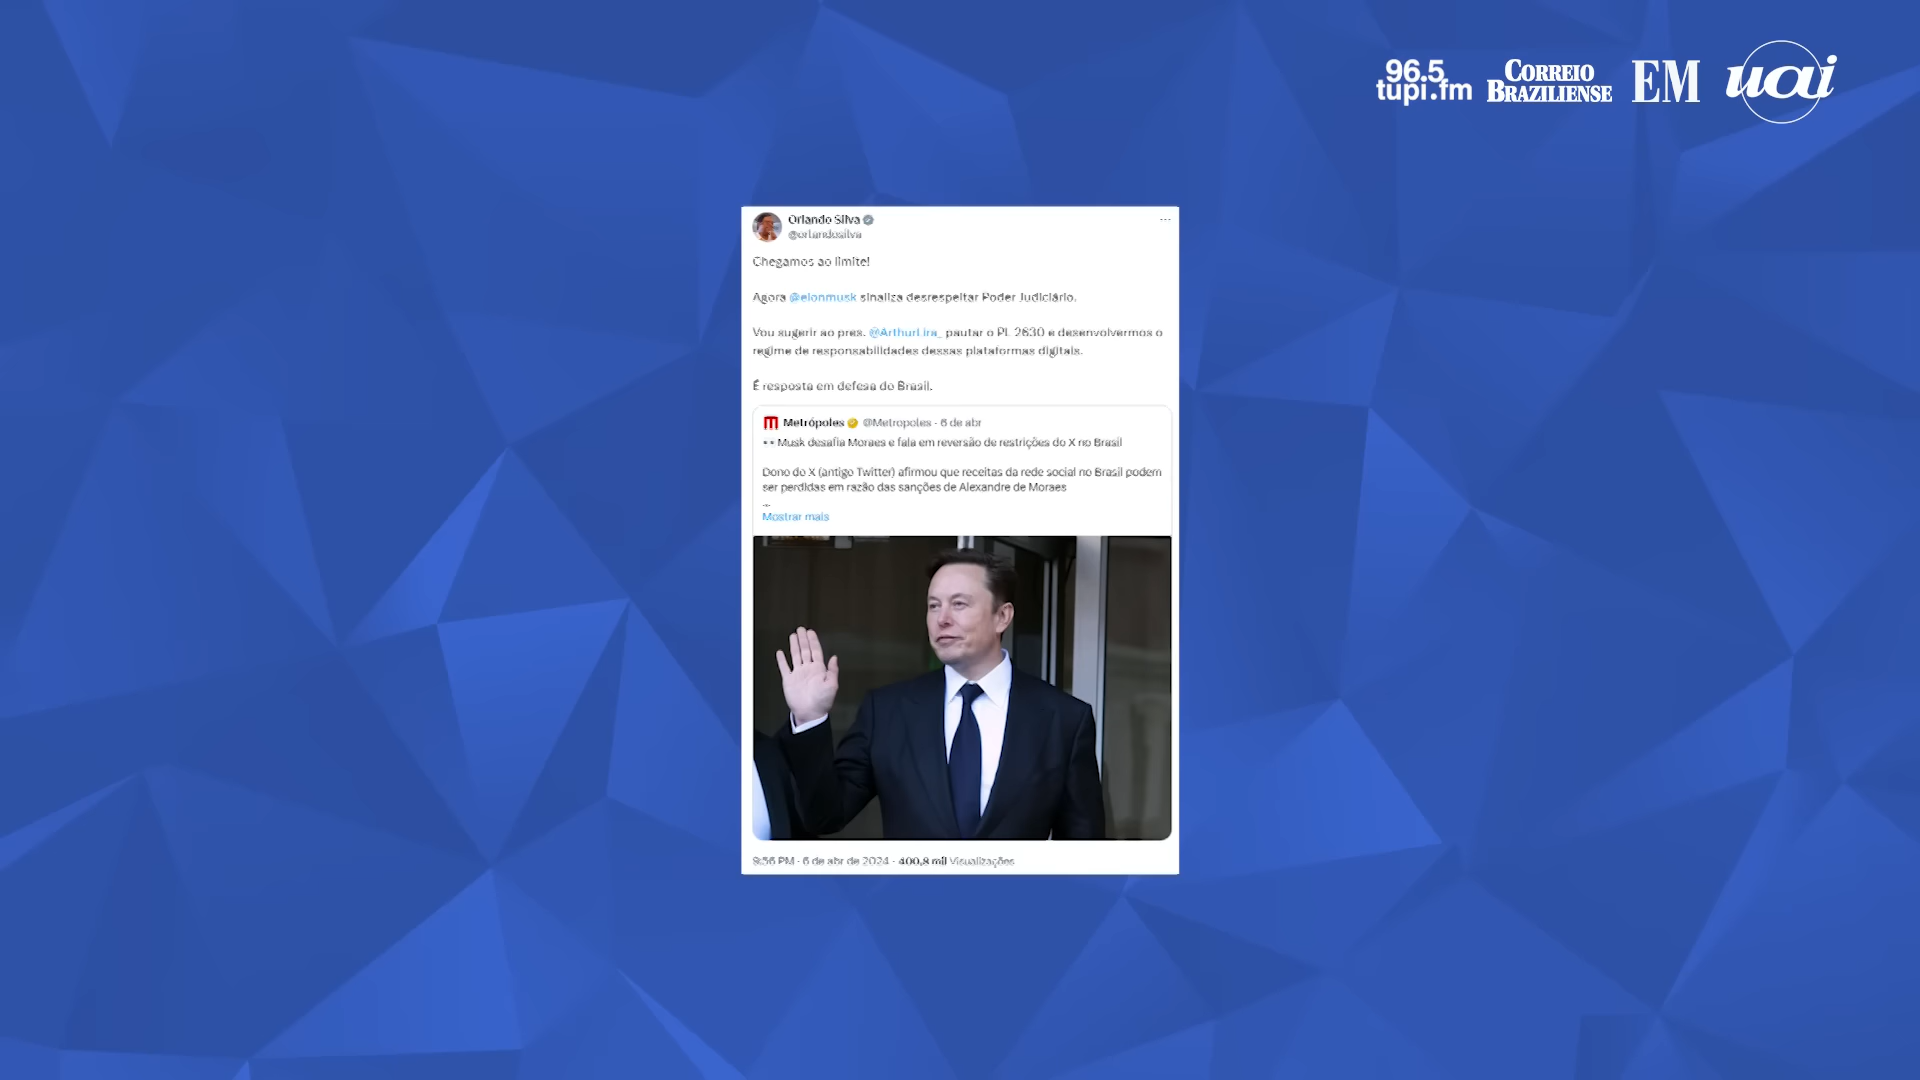 96.5
tupi.fm
CORREIO
BRAZILIENSE
EM
uai
Orlando Silva
@orlandosilva
Chegamos ao limite!
Agora @elonmusk sinaliza desrespeitar Poder Judiciário.
Vou sugerir ao pres. @ArthurLira_ pautar o PL 2630 e desenvolvermos o
regime de responsabilidades dessas plataformas digitais.
É resposta em defesa do Brasil.
Metrópoles @Metropoles · 6 de abr
Musk desafia Moraes e fala em reversão de restrições do X no Brasil
Dono do X (antigo Twitter) afirmou que receitas da rede social no Brasil podem
ser perdidas em razão das sanções de Alexandre de Moraes
...
Mostrar mais
9:56 PM · 6 de abr de 2024 · 400,8 mil Visualizações